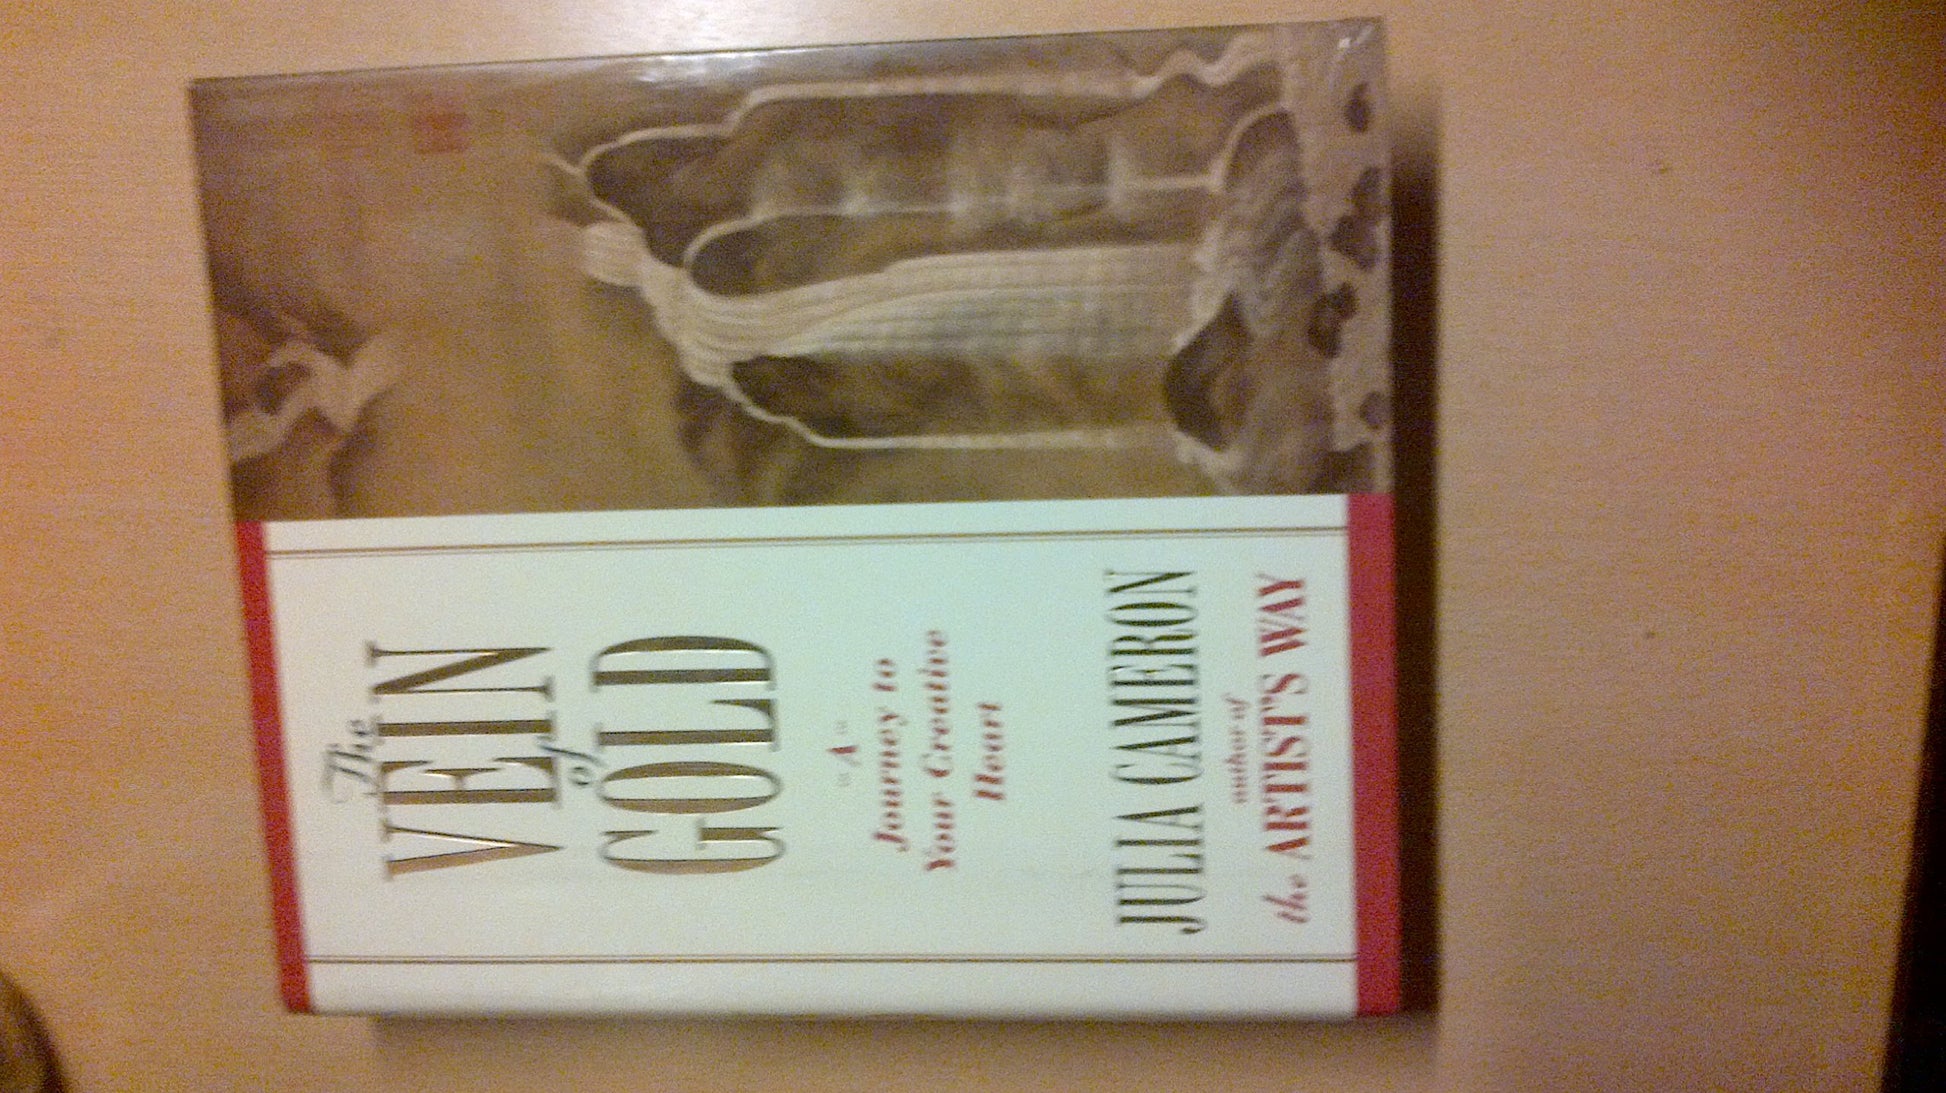 The
VEIN
of
GOLD
"A"
Journey to
Your Creative
Heart
JULIA CAMERON
author of
the ARTIST'S WAY